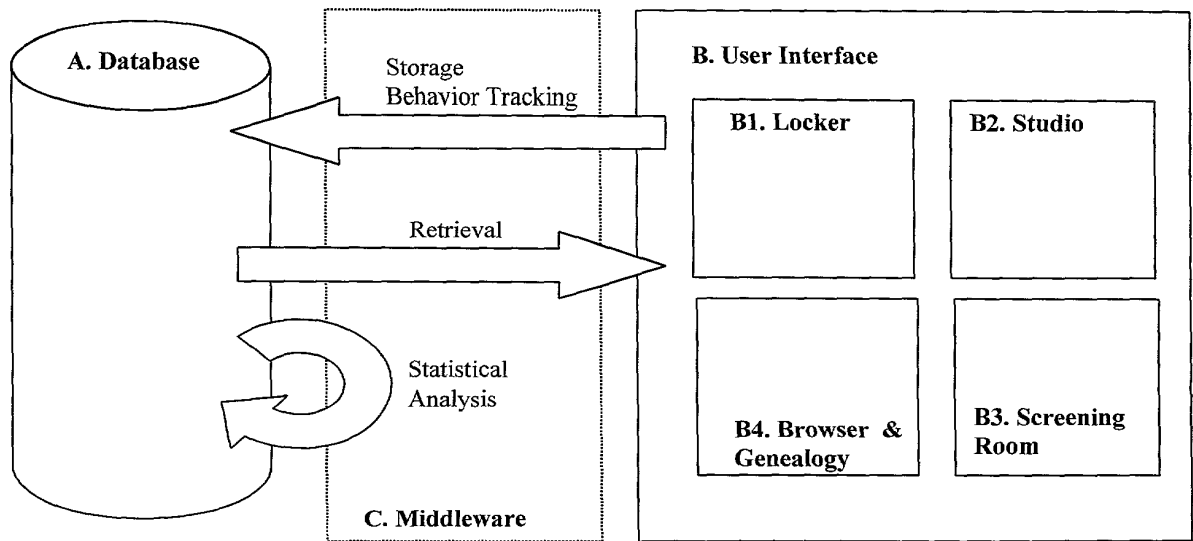 A. Database
Storage
Behavior Tracking
Retrieval
Statistical
Analysis
C. Middleware
B. User Interface
B1. Locker
B2. Studio
B4. Browser &
Genealogy
B3. Screening
Room